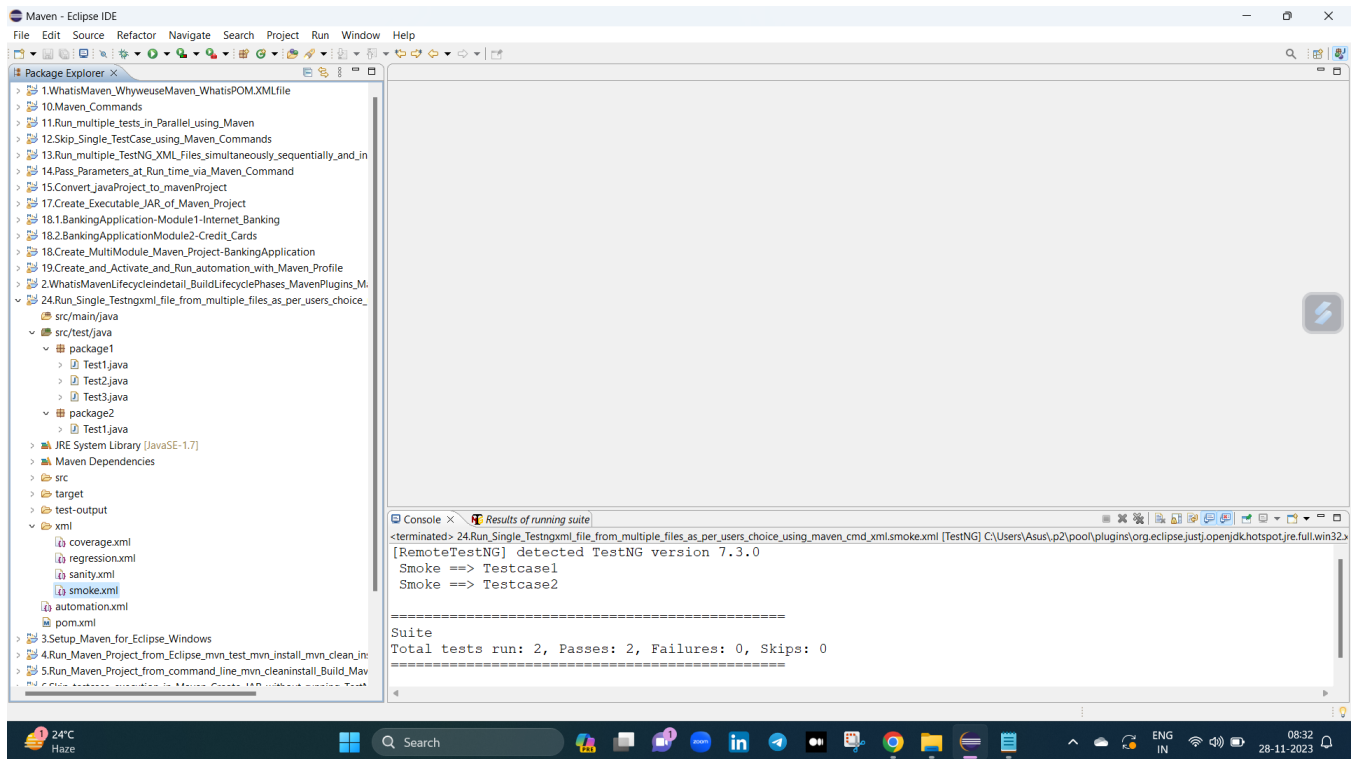 Maven - Eclipse IDE
File Edit Source Refactor Navigate Search Project Run Window Help
Package Explorer
1.WhatisMaven_WhyweuseMaven_WhatisPOM.XMLfile
10.Maven_Commands
11.Run_multiple_tests_in_Parallel_using_Maven
12.Skip_Single_TestCase_using_Maven_Commands
13.Run_multiple_TestNG_XML_Files_simultaneously_sequentially_and_in
14.Pass_Parameters_at_Run_time_via_Maven_Command
15.Convert_javaProject_to_mavenProject
17.Create_Executable_JAR_of_Maven_Project
18.1.BankingApplication-Module1-Internet_Banking
18.2.BankingApplicationModule2-Credit_Cards
18.Create_MultiModule_Maven_Project-BankingApplication
19.Create_and_Activate_and_Run_automation_with_Maven_Profile
2.WhatisMavenLifecycleindetail_BuildLifecyclePhases_MavenPlugins_Ma
24.Run_Single_Testngxml_file_from_multiple_files_as_per_users_choice_
src/main/java
src/test/java
package1
Test1.java
Test2.java
Test3.java
package2
Test1.java
JRE System Library [JavaSE-1.7]
Maven Dependencies
src
target
test-output
xml
coverage.xml
regression.xml
sanity.xml
smoke.xml
automation.xml
pom.xml
3.Setup_Maven_for_Eclipse_Windows
4.Run_Maven_Project_from_Eclipse_mvn_test_mvn_install_mvn_clean_ins
5.Run_Maven_Project_from_command_line_mvn_cleaninstall_Build_Mav
Console Results of running suite
<terminated> 24.Run_Single_Testngxml_file_from_multiple_files_as_per_users_choice_using_maven_cmd_xml.smoke.xml [TestNG] C:\Users\Asus\.p2\pool\plugins\org.eclipse.justj.openjdk.hotspot.jre.full.win32.x
[RemoteTestNG] detected TestNG version 7.3.0
Smoke ==> Testcase1
Smoke ==> Testcase2
===============================================
Suite
Total tests run: 2, Passes: 2, Failures: 0, Skips: 0
===============================================
1
24°C
Haze
Search
PRE
1
zoom
in
ENG
IN
08:32
28-11-2023